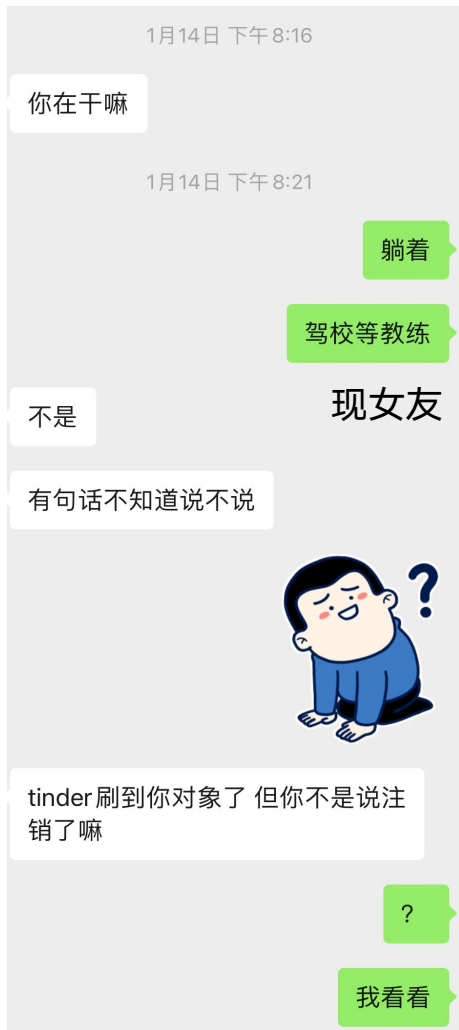 1月14日 下午8:16
你在干嘛
1月14日 下午8:21
躺着
驾校等教练
现女友
不是
有句话不知道说不说
?
tinder刷到你对象了 但你不是说注
销了嘛
？
我看看